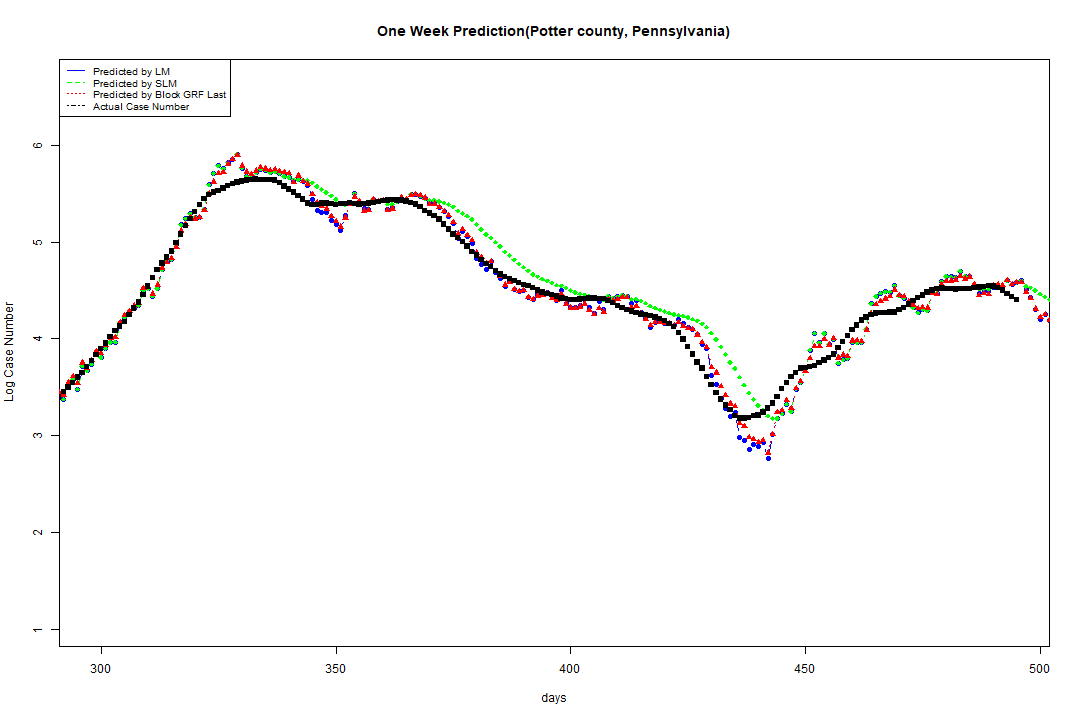 One Week Prediction(Potter county, Pennsylvania)
Predicted by LM
Predicted by SLM
Predicted by Block GRF Last
Actual Case Number
6
5
4
3
2
1
Log Case Number
300 350 400 450 500
days